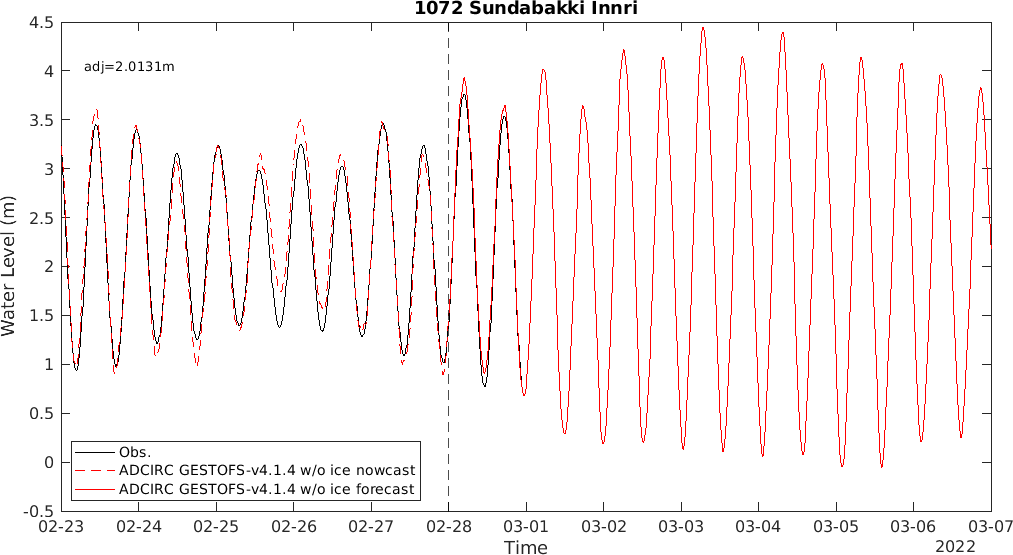 1072 Sundabakki Innri
4.5
4
3.5
3
2.5
2
1.5
1
0.5
0
-0.5
Water Level (m)
adj=2.0131m
Obs.
ADCIRC GESTOFS-v4.1.4 w/o ice nowcast
ADCIRC GESTOFS-v4.1.4 w/o ice forecast
02-23 02-24 02-25 02-26 02-27 02-28 03-01 03-02 03-03 03-04 03-05 03-06 03-07
Time
2022